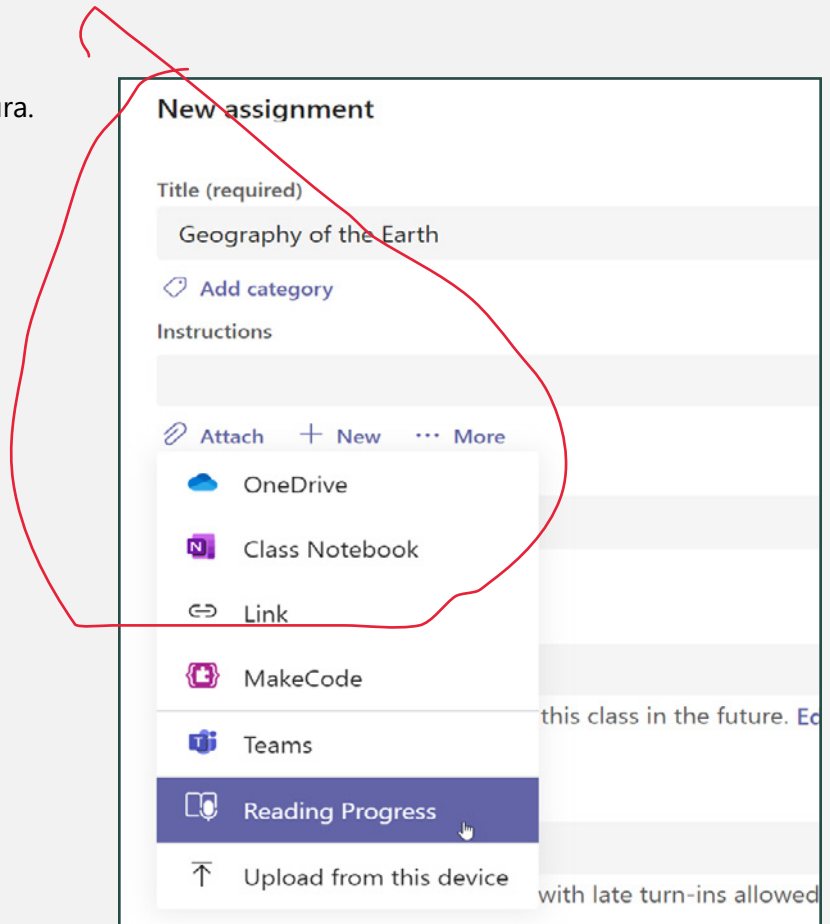 ura.
New assignment
Title (required)
Geography of the Earth
Add category
Instructions
Attach + New ··· More
OneDrive
Class Notebook
Link
MakeCode
this class in the future. Ed
Teams
Reading Progress
Upload from this device
with late turn-ins allowed